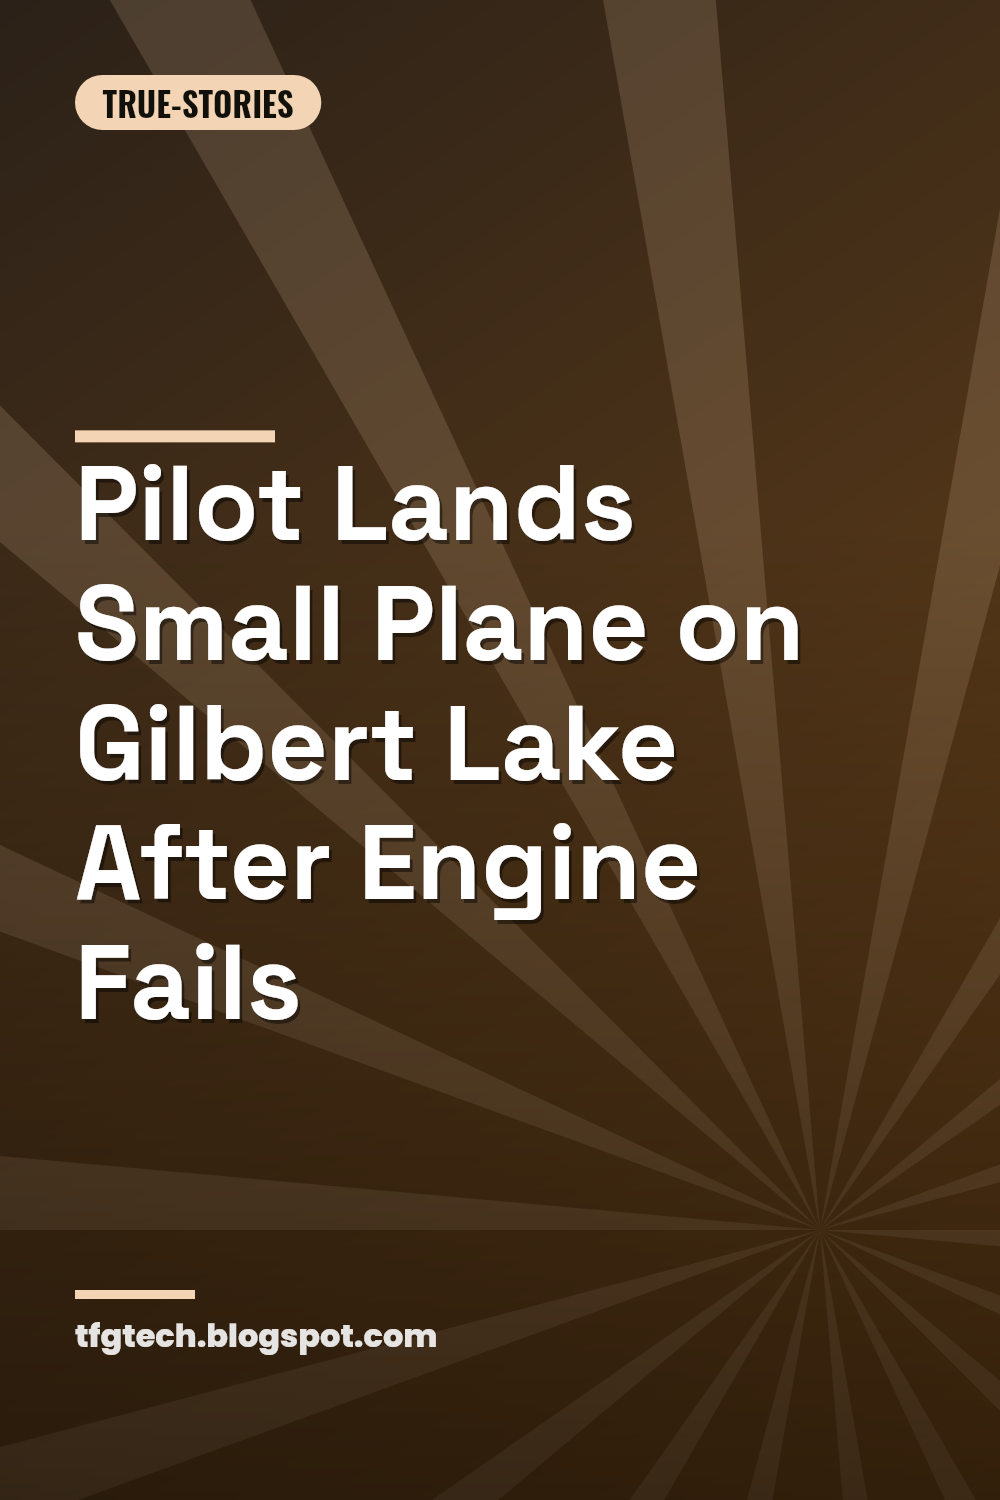 TRUE-STORIES
Pilot Lands
Small Plane on
Gilbert Lake
After Engine
Fails
tfgtech.blogspot.com